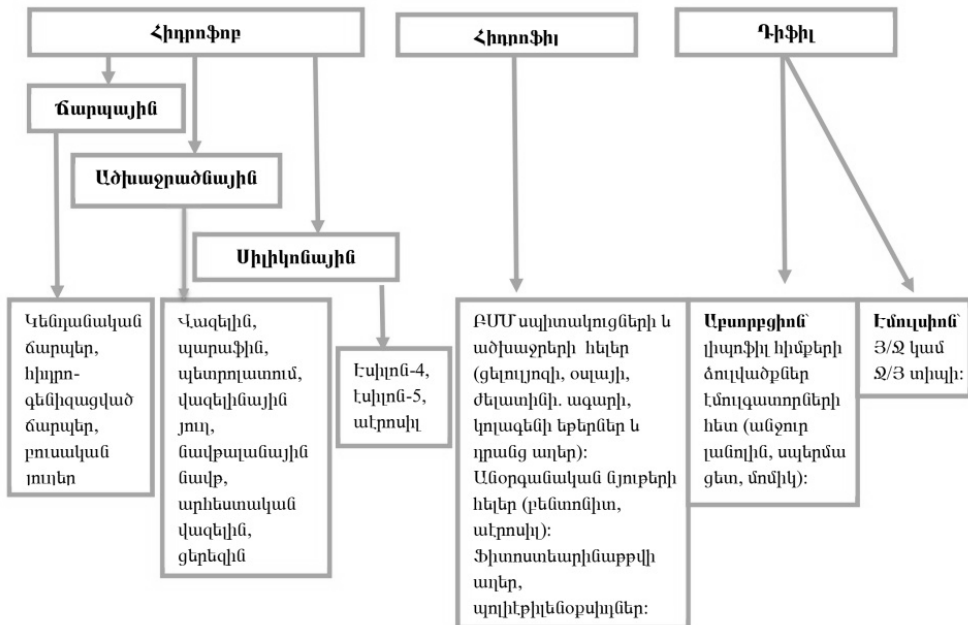 Հիդրոֆոբ
Հիդրոֆիլ
Դիֆիլ
Ճարպային
Ածխաջրածնային
Սիլիկոնային
Կենդանական
ճարպեր,
հիդրո-
գենիզացված
ճարպեր,
բուսական
յուղեր
Վազելին,
պարաֆին,
պետրոլատում,
վազելինային
յուղ,
նավթալանային
նավթ,
արհեստական
վազելին,
ցերեզին
Էսիլոն-4,
էսիլոն-5,
աէրոսիլ
ԲՄՄ սպիտակուցների և
ածխաջրերի հելեր
(ցելուլյոզի, օսլայի,
ժելատինի. ագարի,
կոլագենի եթերներ և
դրանց աղեր):
Անօրգանական նյութերի
հելեր (բենտոնիտ,
աէրոսիլ):
Ֆիտոստեարինաթթվի
աղեր,
պոլիէթիլենօքսիդներ:
Աբսորբցիոն՝
լիպոֆիլ հիմքերի
ձուլվածքներ
էմուլգատորների
հետ (անջուր
լանոլին, սպերմա
ցետ, մոմիկ):
Էմուլսիոն՝
Յ/Ջ կամ
Ջ/Յ տիպի: